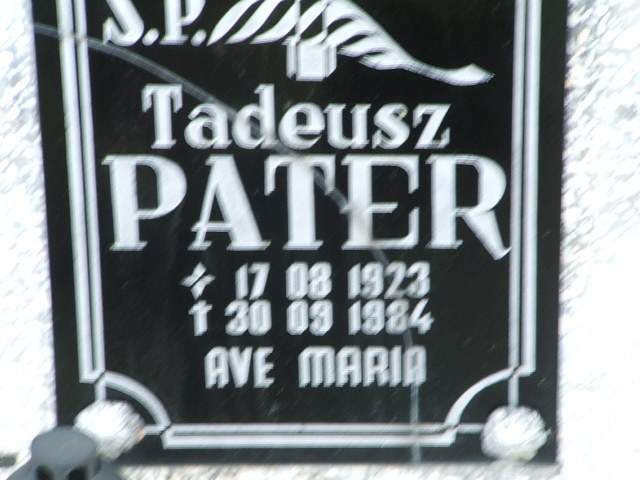 S.P.
Tadeusz
PATER
17 08 1923
† 30 09 1984
AVE MARIA